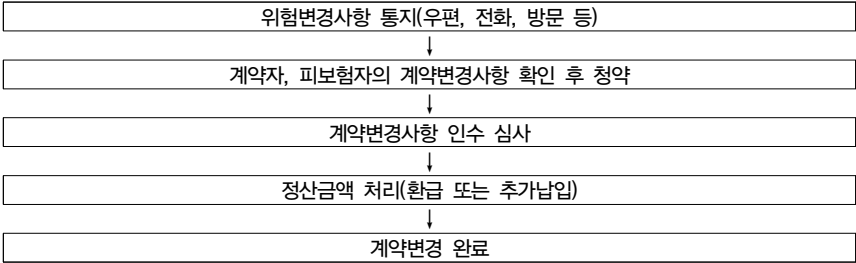 위험변경사항 통지(우편, 전화, 방문 등)
↓
계약자, 피보험자의 계약변경사항 확인 후 청약
↓
계약변경사항 인수 심사
↓
정산금액 처리(환급 또는 추가납입)
↓
계약변경 완료